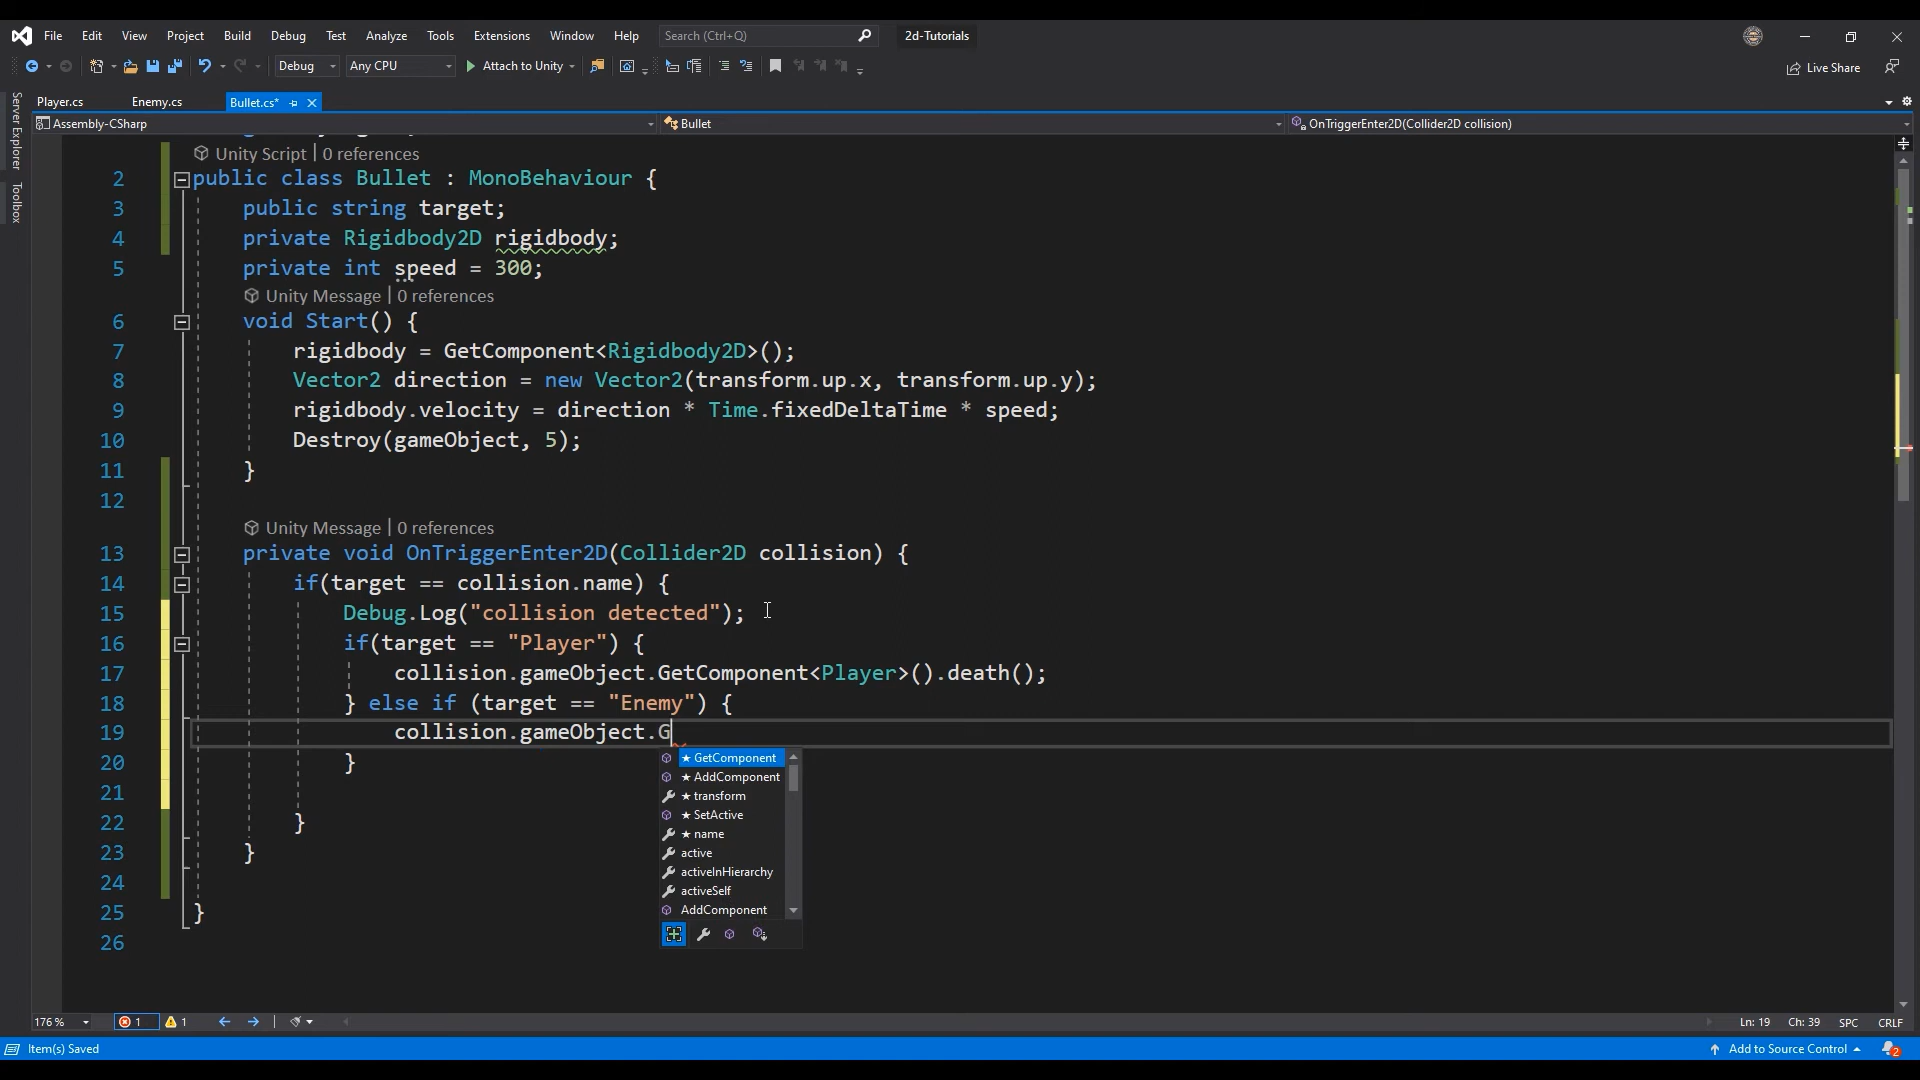 File Edit View Project Build Debug Test Analyze Tools Extensions Window Help Search (Ctrl+Q) 2d-Tutorials
Debug Any CPU Attach to Unity Live Share
Server Explorer
Toolbox
Player.cs Enemy.cs Bullet.cs*
Assembly-CSharp Bullet OnTriggerEnter2D(Collider2D collision)
Unity Script | 0 references
2 public class Bullet : MonoBehaviour {
3 public string target;
4 private Rigidbody2D rigidbody;
5 private int speed = 300;
Unity Message | 0 references
6 void Start() {
7 rigidbody = GetComponent<Rigidbody2D>();
8 Vector2 direction = new Vector2(transform.up.x, transform.up.y);
9 rigidbody.velocity = direction * Time.fixedDeltaTime * speed;
10 Destroy(gameObject, 5);
11 }
12
Unity Message | 0 references
13 private void OnTriggerEnter2D(Collider2D collision) {
14 if(target == collision.name) {
15 Debug.Log("collision detected");
16 if(target == "Player") {
17 collision.gameObject.GetComponent<Player>().death();
18 } else if (target == "Enemy") {
19 collision.gameObject.G
★ GetComponent
20 }
★ AddComponent
21 ★ transform
★ SetActive
22 }
★ name
23 }
active
activeInHierarchy
24 activeSelf
25 } AddComponent
26
176 % 1 1 Ln: 19 Ch: 39 SPC CRLF
Item(s) Saved Add to Source Control 2